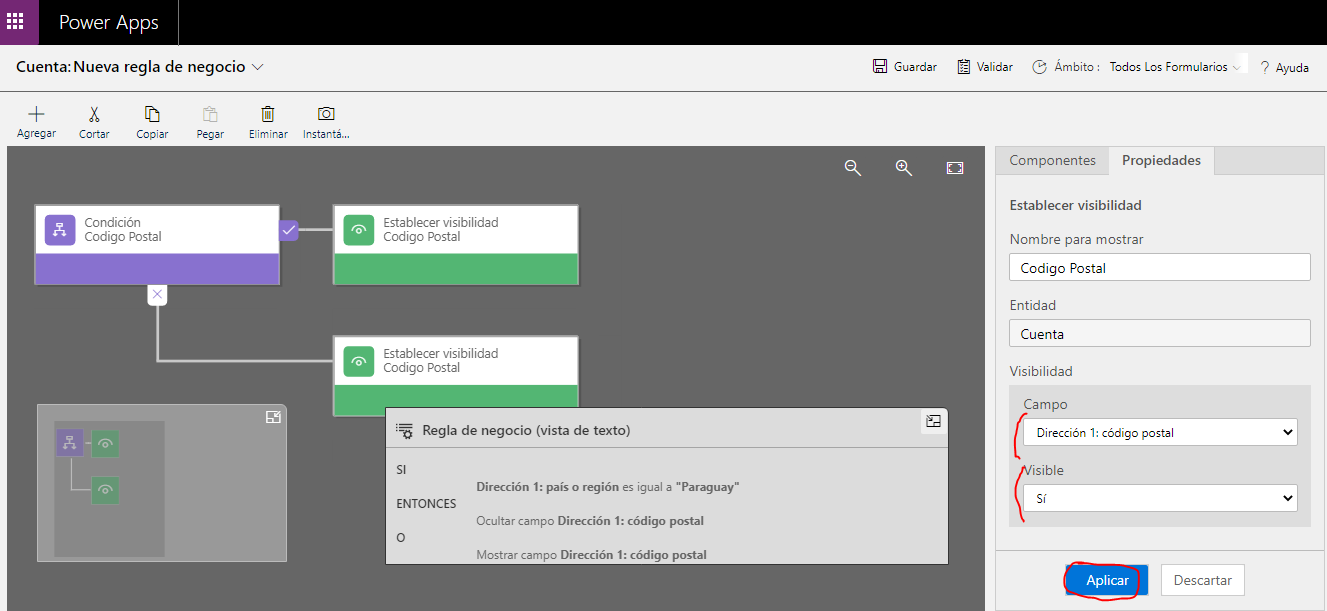 Power Apps
Cuenta: Nueva regla de negocio
Guardar Validar Ámbito : Todos Los Formularios ? Ayuda
Agregar Cortar Copiar Pegar Eliminar Instantá...
Componentes Propiedades
Condición
Codigo Postal
Establecer visibilidad
Codigo Postal
Establecer visibilidad
Codigo Postal
Regla de negocio (vista de texto)
SI
Dirección 1: país o región es igual a "Paraguay"
ENTONCES
Ocultar campo Dirección 1: código postal
O
Mostrar campo Dirección 1: código postal
Establecer visibilidad
Nombre para mostrar
Codigo Postal
Entidad
Cuenta
Visibilidad
Campo
Dirección 1: código postal
Visible
Sí
Aplicar Descartar